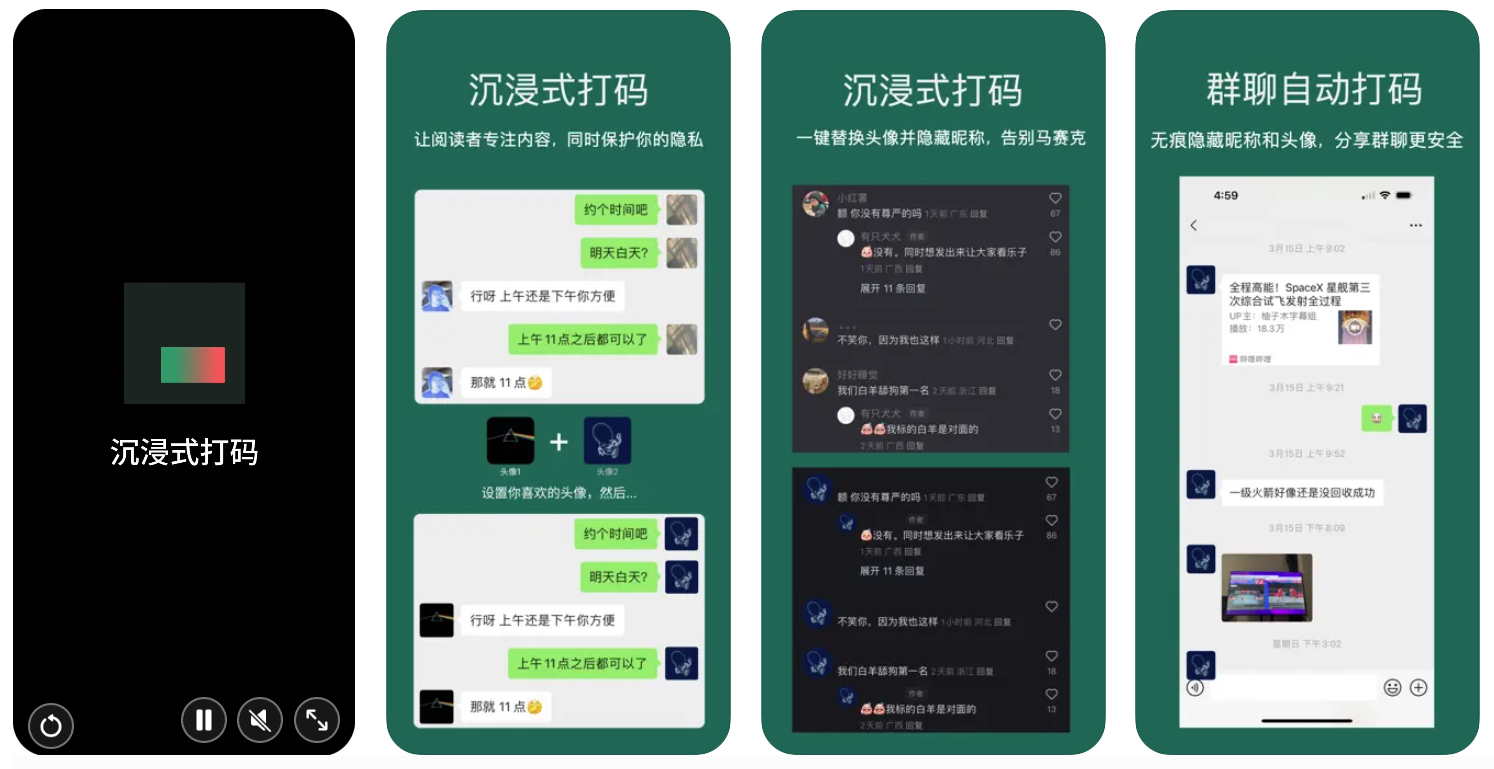 沉浸式打码
沉浸式打码
让阅读者专注内容，同时保护你的隐私
约个时间吧
明天白天？
行呀 上午还是下午你方便
上午 11点之后都可以了
那就 11 点
+
头像1
头像2
设置你喜欢的头像，然后...
约个时间吧
明天白天？
行呀 上午还是下午你方便
上午 11点之后都可以了
那就 11 点
沉浸式打码
一键替换头像并隐藏昵称，告别马赛克
小红薯
额 你没有尊严的吗 1天前 广东 回复
67
有只犬犬 作者
没有。同时想发出来让大家看乐子
86
1天前 广西 回复
展开 11 条回复
不笑你，因为我也这样 1小时前 河北 回复
好好睡觉
我们白羊舔狗第一名 2天前 浙江 回复
18
有只犬犬 作者
我标的白羊是对面的
13
2天前 广西 回复
额 你没有尊严的吗 1天前 广东 回复
67
作者
没有。同时想发出来让大家看乐子
86
1天前 广西 回复
展开 11 条回复
不笑你，因为我也这样 1小时前 河北 回复
我们白羊舔狗第一名 2天前 浙江 回复
18
作者
我标的白羊是对面的
13
2天前 广西 回复
群聊自动打码
无痕隐藏昵称和头像，分享群聊更安全
4:59
3月15日 上午9:02
全程高能！SpaceX 星舰第三
次综合试飞发射全过程
UP主：柚子木字幕组
播放：18.3万
哔哩哔哩
3月15日 上午9:21
3月15日 上午9:52
一级火箭好像还是没回收成功
3月15日 下午8:09
星期日 下午3:02